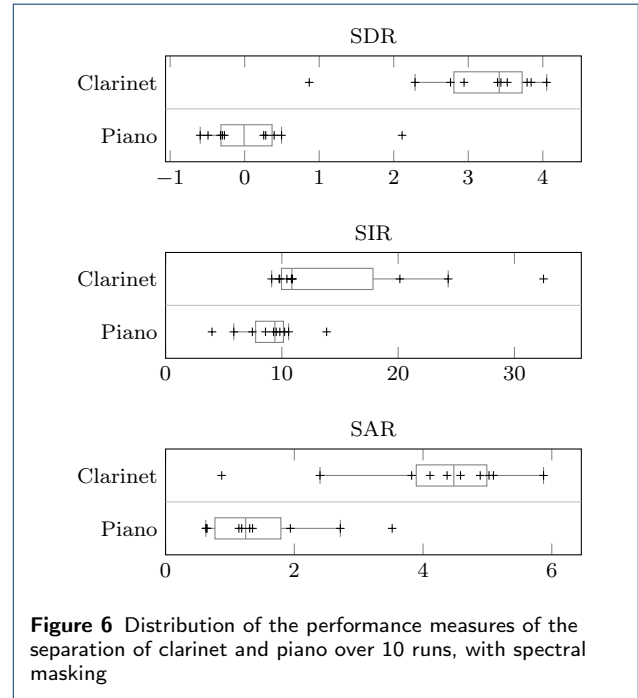 SDR
Clarinet
Piano
−1 0 1 2 3 4
SIR
Clarinet
Piano
0 10 20 30
SAR
Clarinet
Piano
0 2 4 6
Figure 6 Distribution of the performance measures of the
separation of clarinet and piano over 10 runs, with spectral
masking